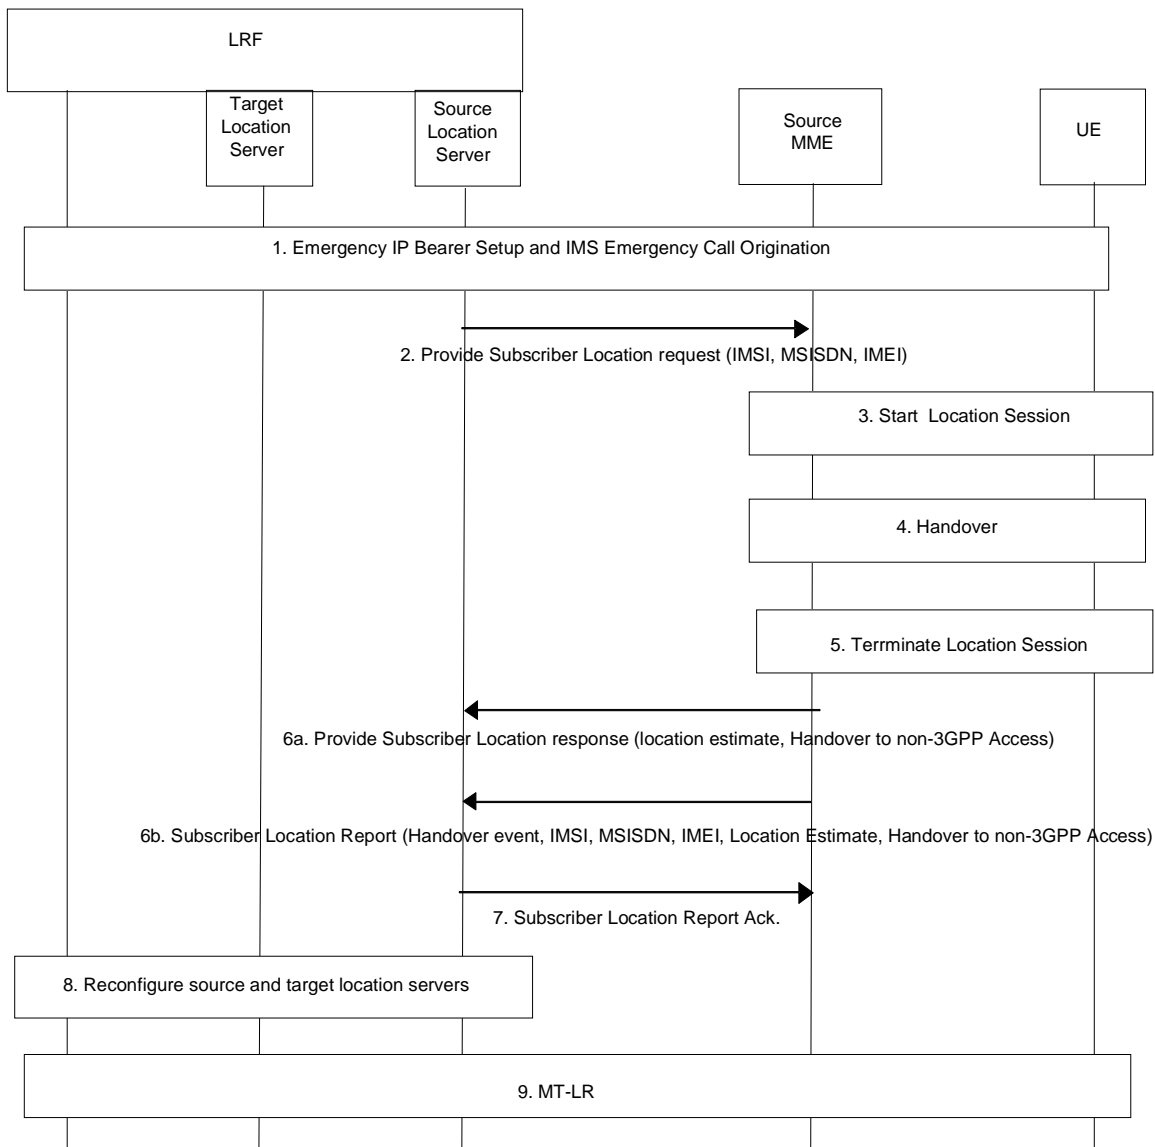 LRF
Target
Location
Server
Source
Location
Server
Source
MME
UE
1. Emergency IP Bearer Setup and IMS Emergency Call Origination
2. Provide Subscriber Location request (IMSI, MSISDN, IMEI)
3. Start  Location Session
4. Handover
5. Terrminate Location Session
6a. Provide Subscriber Location response (location estimate, Handover to non-3GPP Access)
6b. Subscriber Location Report (Handover event, IMSI, MSISDN, IMEI, Location Estimate, Handover to non-3GPP Access)
7. Subscriber Location Report Ack.
8. Reconfigure source and target location servers
9. MT-LR